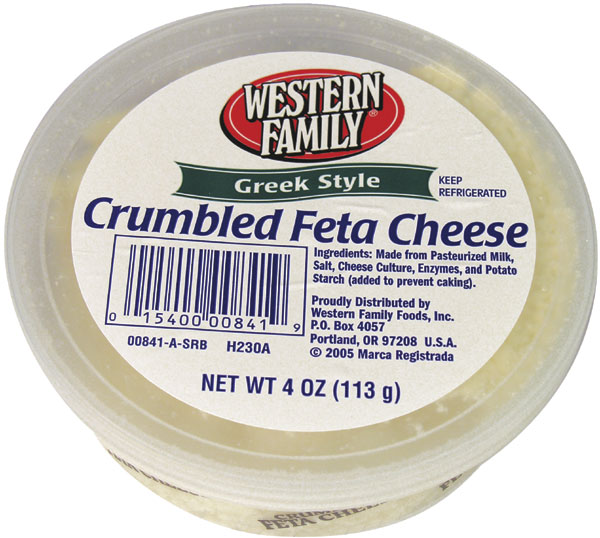 WESTERN
FAMILY®
Greek Style
KEEP
REFRIGERATED
Crumbled Feta Cheese
Ingredients: Made from Pasteurized Milk,
Salt, Cheese Culture, Enzymes, and Potato
Starch (added to prevent caking).
Proudly Distributed by
Western Family Foods, Inc.
P.O. Box 4057
Portland, OR 97208 U.S.A.
© 2005 Marca Registrada
0 15400 00841 9
00841-A-SRB H230A
NET WT 4 OZ (113 g)
CRUMBLED
FETA CHEESE